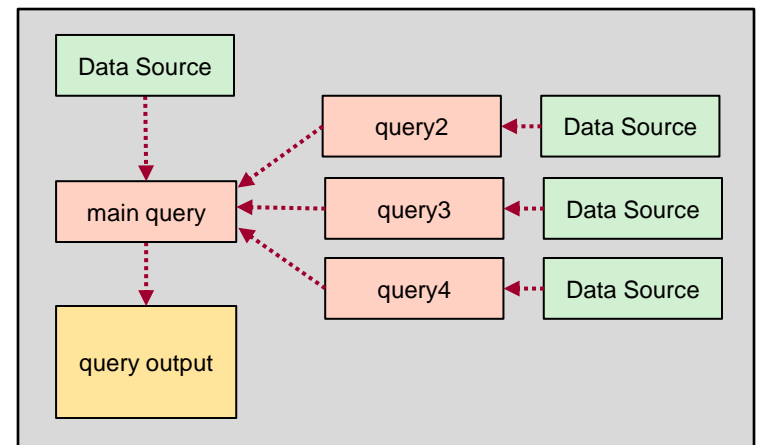 Data Source
query2
Data Source
main query
query3
Data Source
query4
Data Source
query output